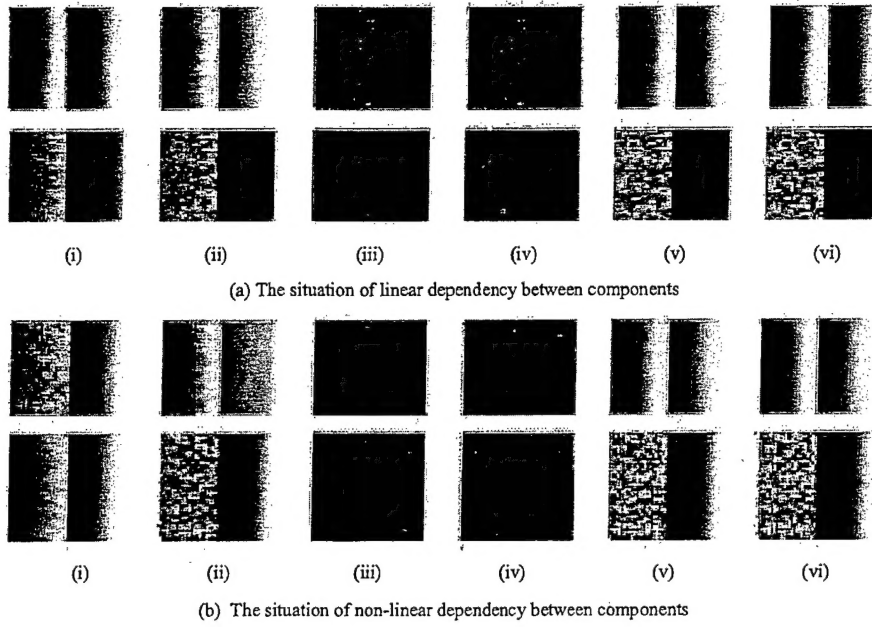 (i) (ii) (iii) (iv) (v) (vi)
(a) The situation of linear dependency between components
(i) (ii) (iii) (iv) (v) (vi)
(b) The situation of non-linear dependency between components